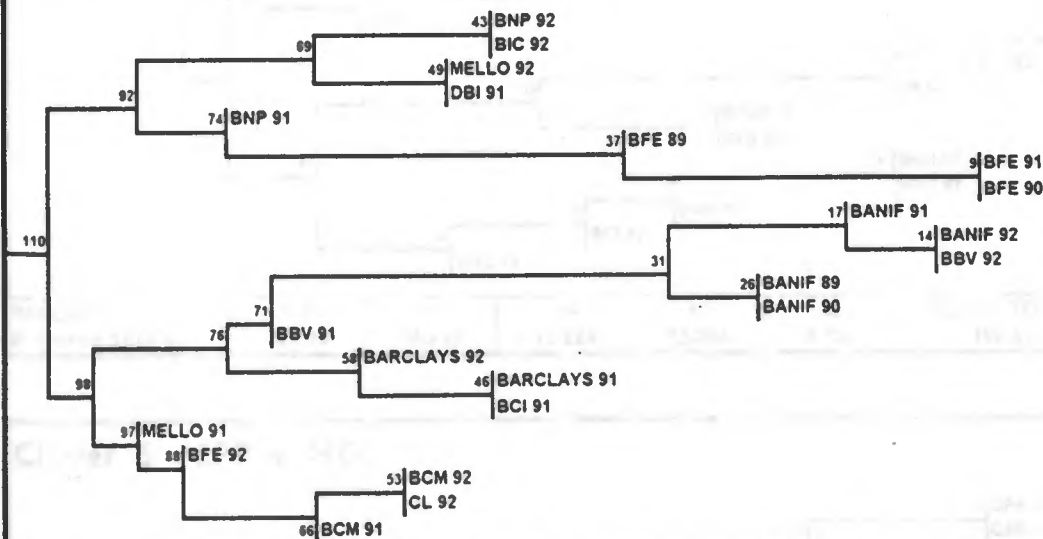 43 BNP 92
BIC 92
69
49 MELLO 92
DBI 91
92
74 BNP 91
37 BFE 89
9 BFE 91
BFE 90
17 BANIF 91
110
14 BANIF 92
31
BBV 92
26 BANIF 89
BANIF 90
71
BBV 91
76
58 BARCLAYS 92
46 BARCLAYS 91
98
BCI 91
97 MELLO 91
88 BFE 92
53 BCM 92
CL 92
66 BCM 91